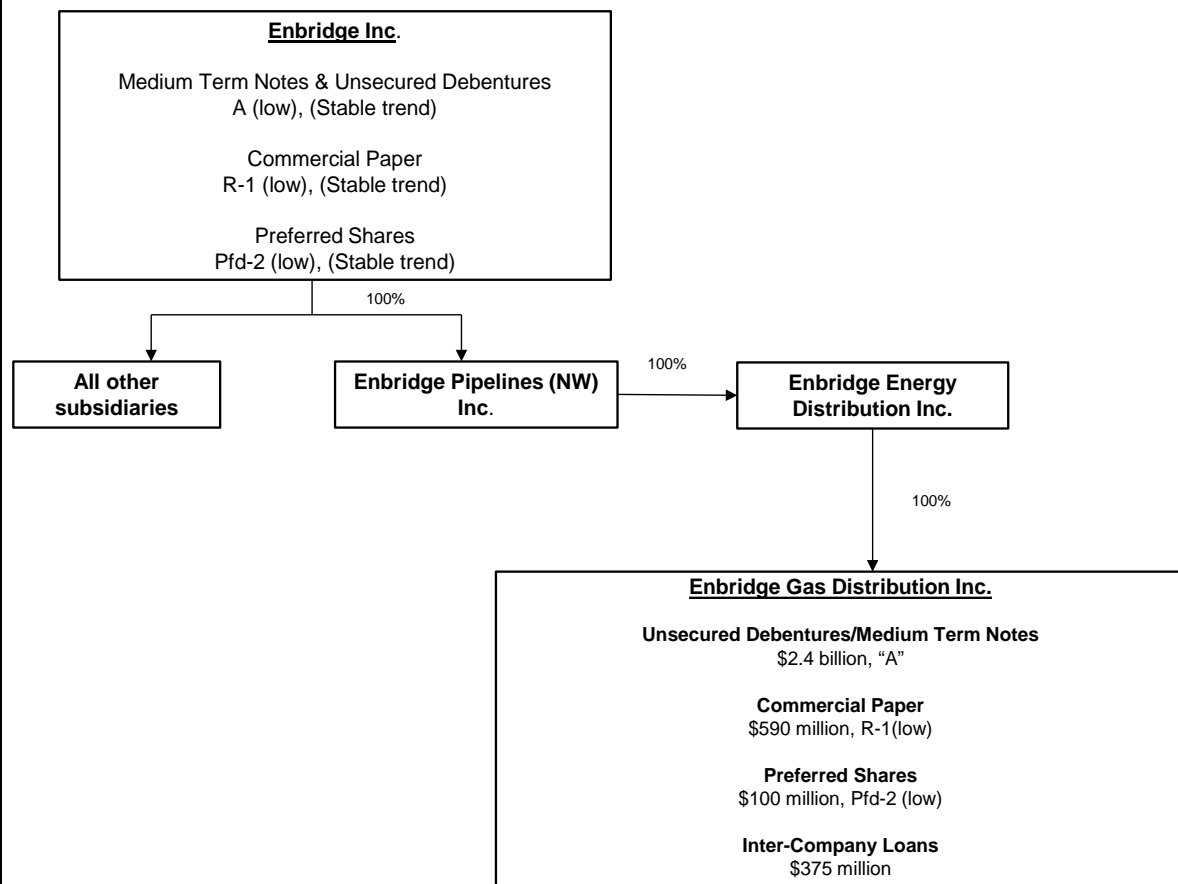 Enbridge Inc.
Medium Term Notes & Unsecured Debentures
A (low), (Stable trend)
Commercial Paper
R-1 (low), (Stable trend)
Preferred Shares
Pfd-2 (low), (Stable trend)
100%
All other
subsidiaries
Enbridge Pipelines (NW)
Inc.
100%
Enbridge Energy
Distribution Inc.
100%
Enbridge Gas Distribution Inc.
Unsecured Debentures/Medium Term Notes
$2.4 billion, “A”
Commercial Paper
$590 million, R-1(low)
Preferred Shares
$100 million, Pfd-2 (low)
Inter-Company Loans
$375 million